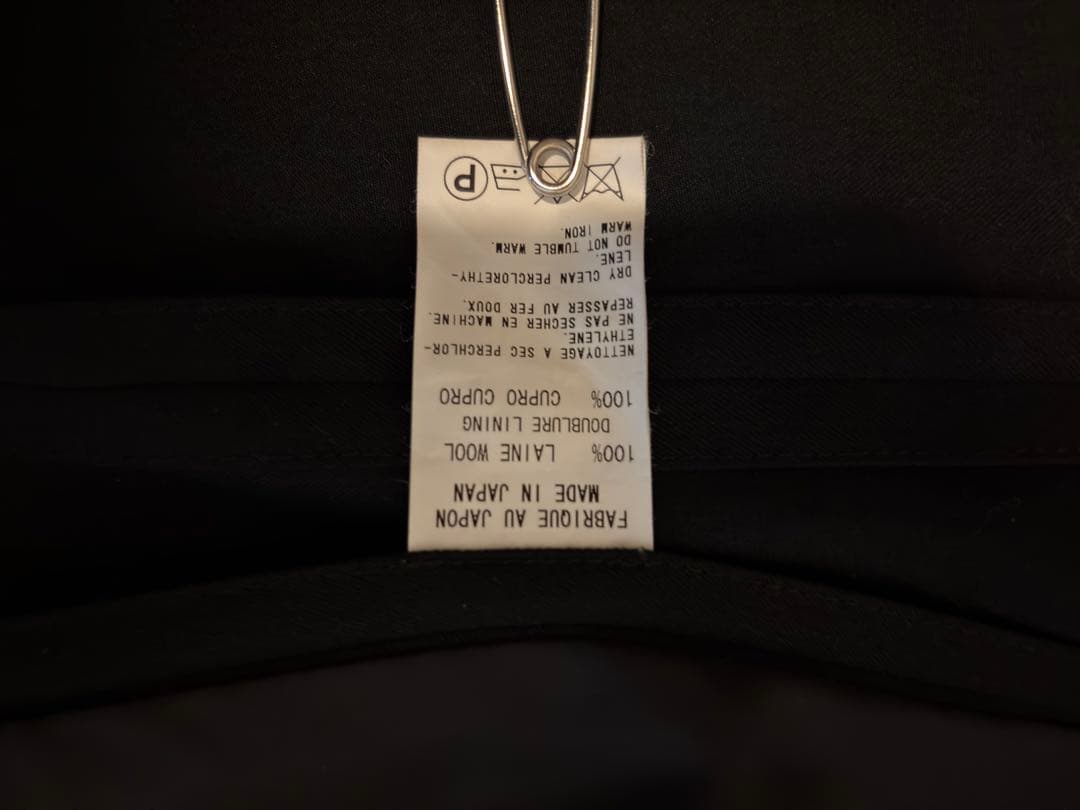 FABRIQUE AU JAPON
MADE IN JAPAN
100% LAINE WOOL
DOUBLURE LINING
100% CUPRO CUPRO
NETTOYAGE A SEC PERCHLOR-
ETHYLENE.
NE PAS SECHER EN MACHINE.
REPASSER AU FER DOUX.
DRY CLEAN PERCLORETHY-
LENE.
DO NOT TUMBLE WARM.
WARM IRON.
P